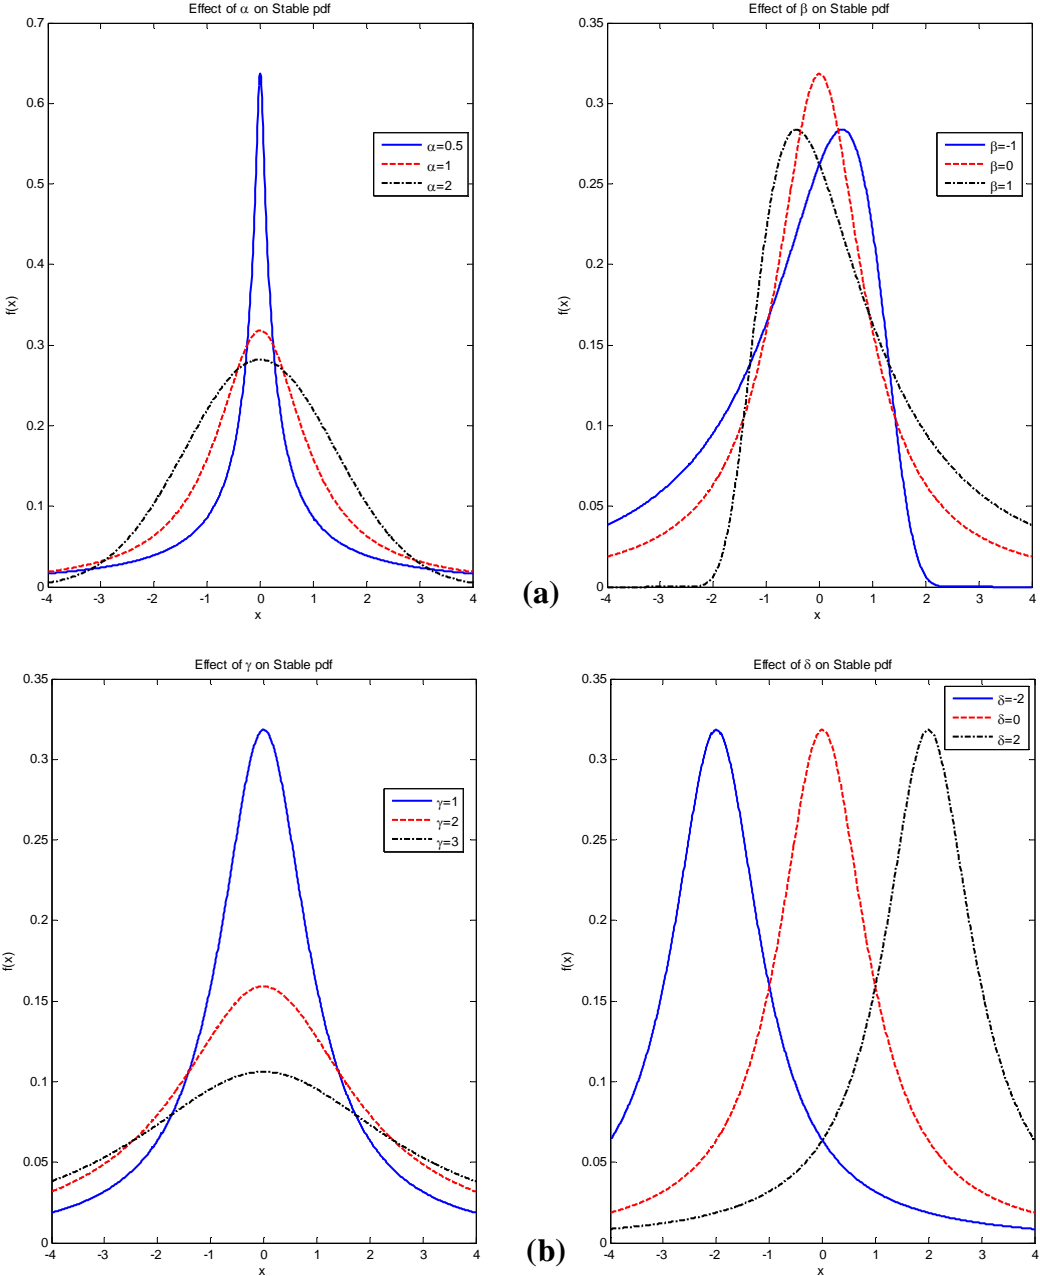 Effect of α on Stable pdf
0.7
0.6
0.5
0.4
0.3
0.2
0.1
0
f(x)
α=0.5
α=1
α=2
-4 -3 -2 -1 0 1 2 3 4
x
Effect of β on Stable pdf
0.35
0.3
0.25
0.2
0.15
0.1
0.05
0
f(x)
β=-1
β=0
β=1
-4 -3 -2 -1 0 1 2 3 4
x
(a)
Effect of γ on Stable pdf
0.35
0.3
0.25
0.2
0.15
0.1
0.05
0
f(x)
γ=1
γ=2
γ=3
-4 -3 -2 -1 0 1 2 3 4
x
Effect of δ on Stable pdf
0.35
0.3
0.25
0.2
0.15
0.1
0.05
0
f(x)
δ=-2
δ=0
δ=2
-4 -3 -2 -1 0 1 2 3 4
x
(b)